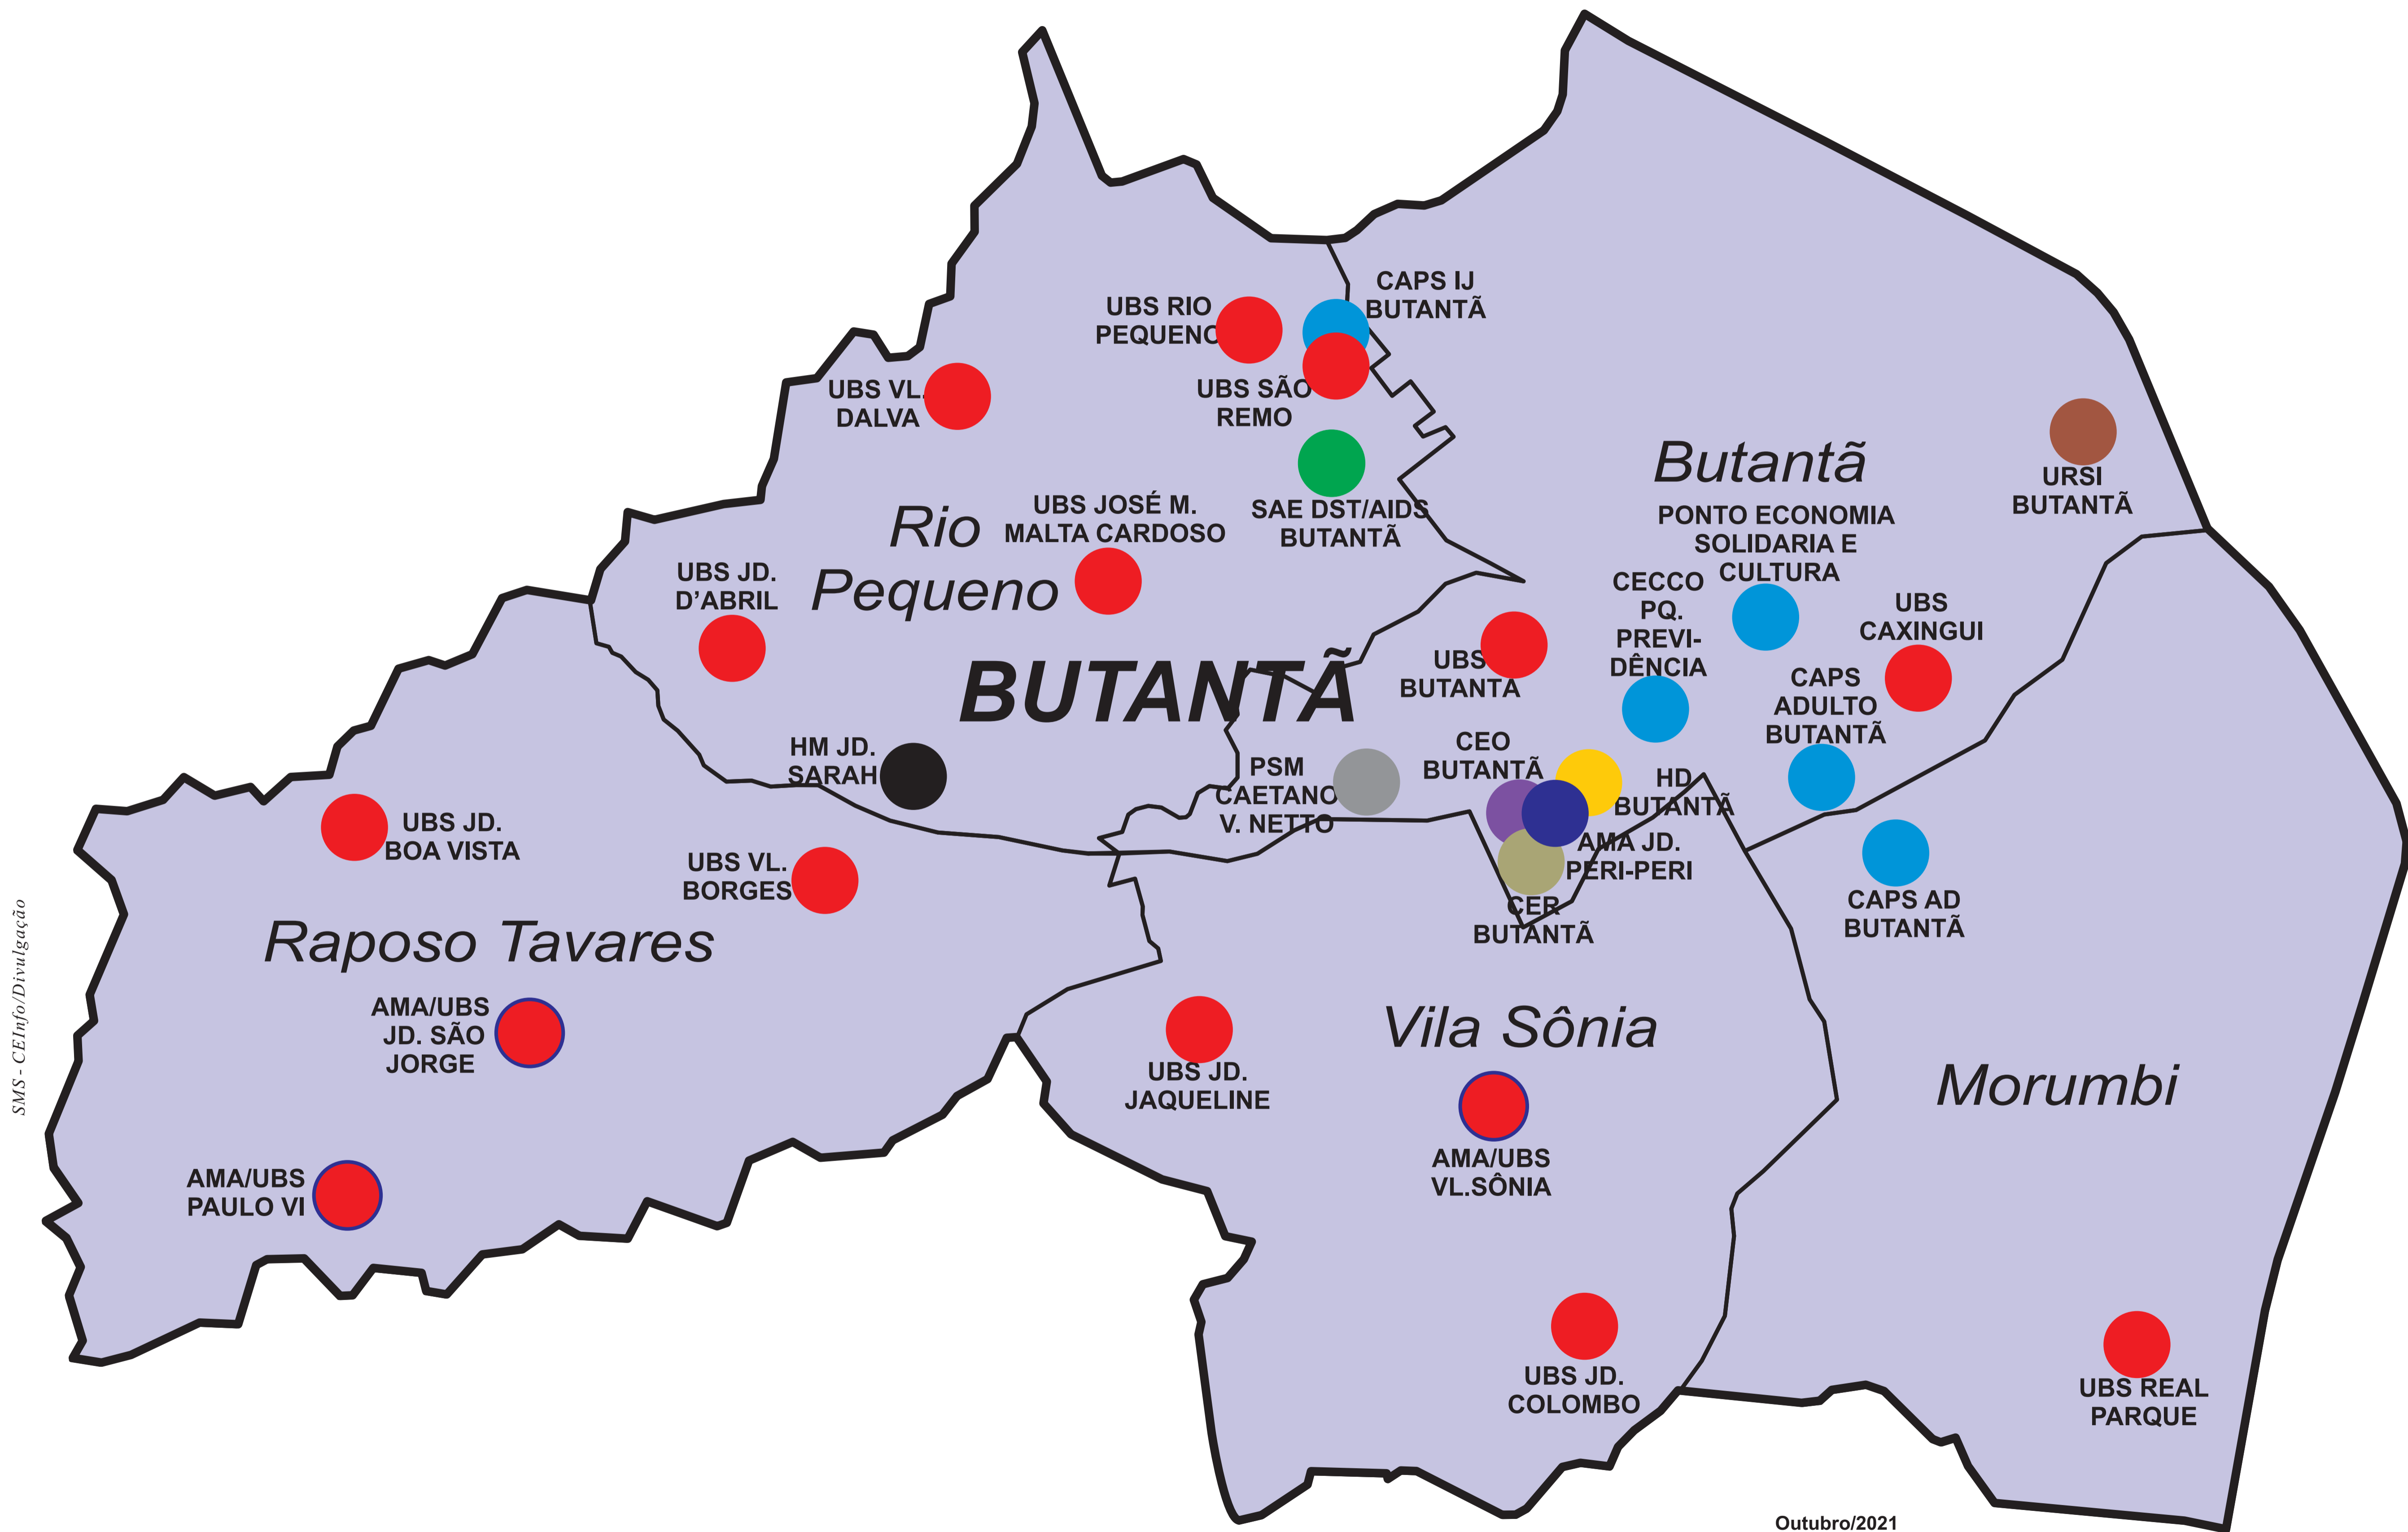 CAPS IJ
BUTANTÃ
UBS RIO
PEQUENO
UBS VL.
DALVA
UBS SÃO
REMO
Butantã
URSI
BUTANTÃ
Rio
Pequeno
UBS JOSÉ M.
MALTA CARDOSO
SAE DST/AIDS
BUTANTÃ
PONTO ECONOMIA
SOLIDARIA E
CULTURA
UBS JD.
D’ABRIL
CECCO
PQ.
PREVI-
DÊNCIA
UBS
CAXINGUI
BUTANTÃ
UBS
BUTANTA
CAPS
ADULTO
BUTANTÃ
HM JD.
SARAH
PSM
CAETANO
V. NETTO
CEO
BUTANTÃ
HD
BUTANTÃ
UBS JD.
BOA VISTA
UBS VL.
BORGES
AMA JD.
PERI-PERI
CER
BUTANTÃ
CAPS AD
BUTANTÃ
Raposo Tavares
AMA/UBS
JD. SÃO
JORGE
UBS JD.
JAQUELINE
Vila Sônia
Morumbi
AMA/UBS
VL.SÔNIA
AMA/UBS
PAULO VI
UBS JD.
COLOMBO
UBS REAL
PARQUE
SMS - CEInfo/Divulgação
Outubro/2021